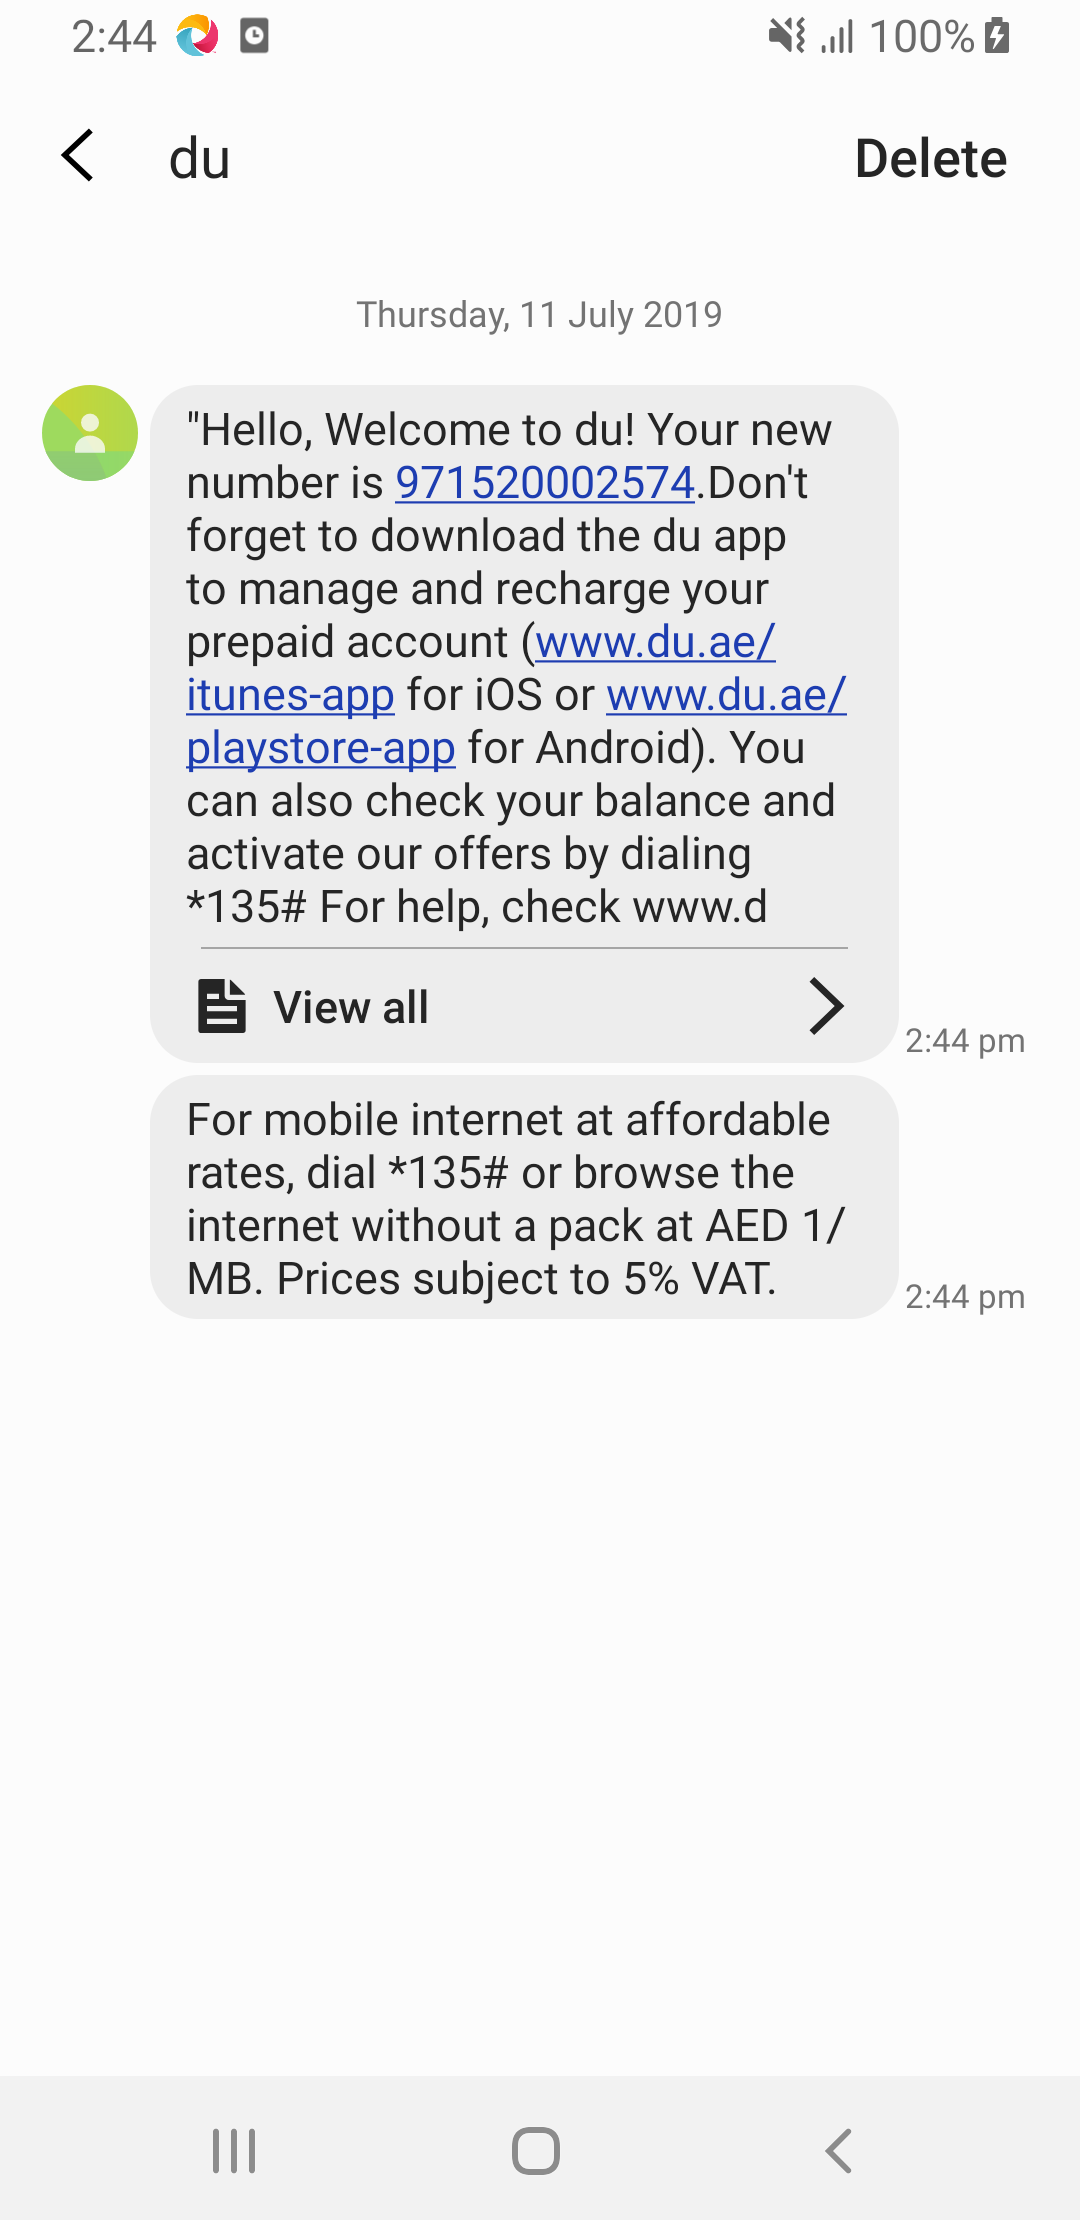 2:44
100%
du
Delete
Thursday, 11 July 2019
"Hello, Welcome to du! Your new
number is 971520002574.Don't
forget to download the du app
to manage and recharge your
prepaid account (www.du.ae/
itunes-app for iOS or www.du.ae/
playstore-app for Android). You
can also check your balance and
activate our offers by dialing
*135# For help, check www.d
View all
2:44 pm
For mobile internet at affordable
rates, dial *135# or browse the
internet without a pack at AED 1/
MB. Prices subject to 5% VAT.
2:44 pm